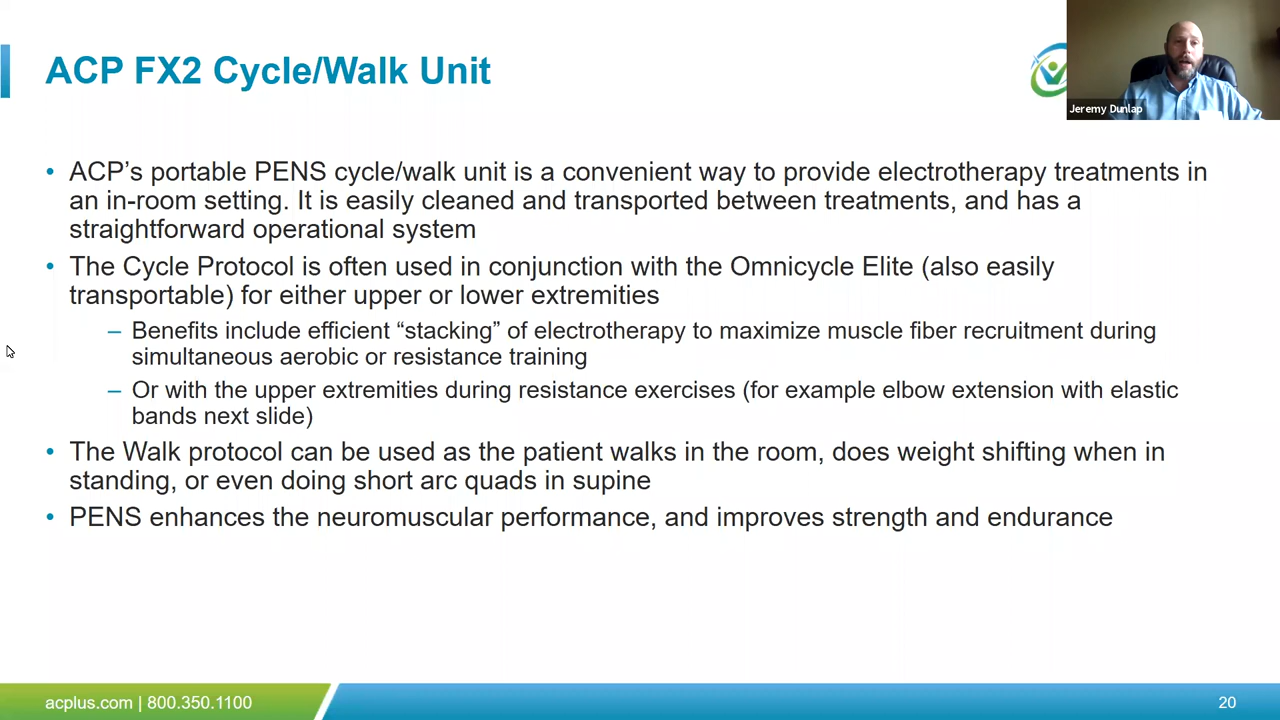 ACP FX2 Cycle/Walk Unit
Jeremy Dunlap
• ACP’s portable PENS cycle/walk unit is a convenient way to provide electrotherapy treatments in
an in-room setting. It is easily cleaned and transported between treatments, and has a
straightforward operational system
• The Cycle Protocol is often used in conjunction with the Omnicycle Elite (also easily
transportable) for either upper or lower extremities
– Benefits include efficient “stacking” of electrotherapy to maximize muscle fiber recruitment during
simultaneous aerobic or resistance training
– Or with the upper extremities during resistance exercises (for example elbow extension with elastic
bands next slide)
• The Walk protocol can be used as the patient walks in the room, does weight shifting when in
standing, or even doing short arc quads in supine
• PENS enhances the neuromuscular performance, and improves strength and endurance
acplus.com | 800.350.1100
20